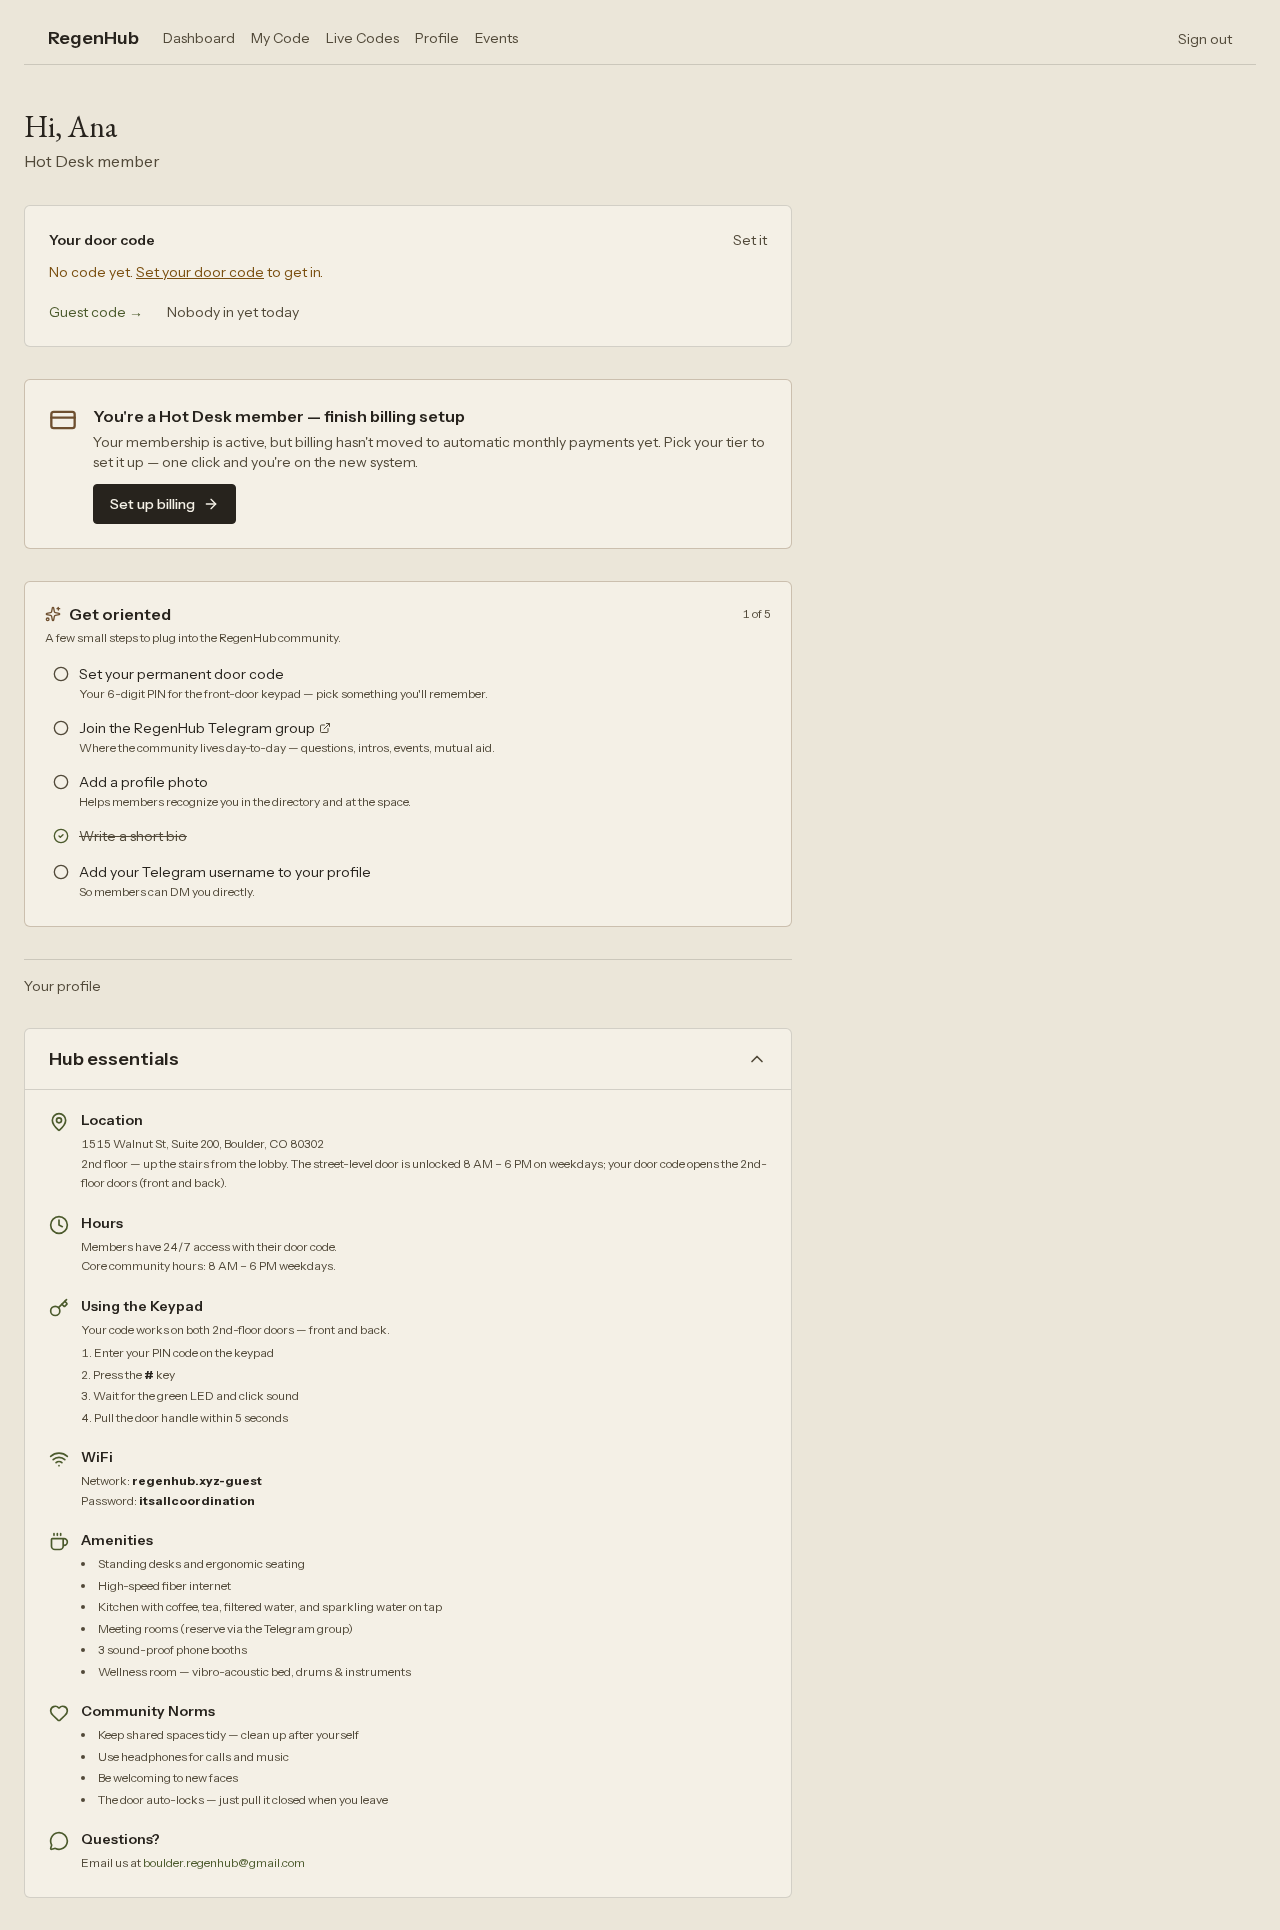 RegenHub Dashboard My Code Live Codes Profile Events Sign out
Hi, Ana
Hot Desk member
Your door code Set it
No code yet. Set your door code to get in.
Guest code → Nobody in yet today
You're a Hot Desk member — finish billing setup
Your membership is active, but billing hasn't moved to automatic monthly payments yet. Pick your tier to
set it up — one click and you're on the new system.
Set up billing →
Get oriented 1 of 5
A few small steps to plug into the RegenHub community.
Set your permanent door code
Your 6-digit PIN for the front-door keypad — pick something you'll remember.
Join the RegenHub Telegram group
Where the community lives day-to-day — questions, intros, events, mutual aid.
Add a profile photo
Helps members recognize you in the directory and at the space.
Write a short bio
Add your Telegram username to your profile
So members can DM you directly.
Your profile
Hub essentials
Location
1515 Walnut St, Suite 200, Boulder, CO 80302
2nd floor — up the stairs from the lobby. The street-level door is unlocked 8 AM – 6 PM on weekdays; your door code opens the 2nd-
floor doors (front and back).
Hours
Members have 24/7 access with their door code.
Core community hours: 8 AM – 6 PM weekdays.
Using the Keypad
Your code works on both 2nd-floor doors — front and back.
1. Enter your PIN code on the keypad
2. Press the # key
3. Wait for the green LED and click sound
4. Pull the door handle within 5 seconds
WiFi
Network: regenhub.xyz-guest
Password: itsallcoordination
Amenities
• Standing desks and ergonomic seating
• High-speed fiber internet
• Kitchen with coffee, tea, filtered water, and sparkling water on tap
• Meeting rooms (reserve via the Telegram group)
• 3 sound-proof phone booths
• Wellness room — vibro-acoustic bed, drums & instruments
Community Norms
• Keep shared spaces tidy — clean up after yourself
• Use headphones for calls and music
• Be welcoming to new faces
• The door auto-locks — just pull it closed when you leave
Questions?
Email us at boulder.regenhub@gmail.com